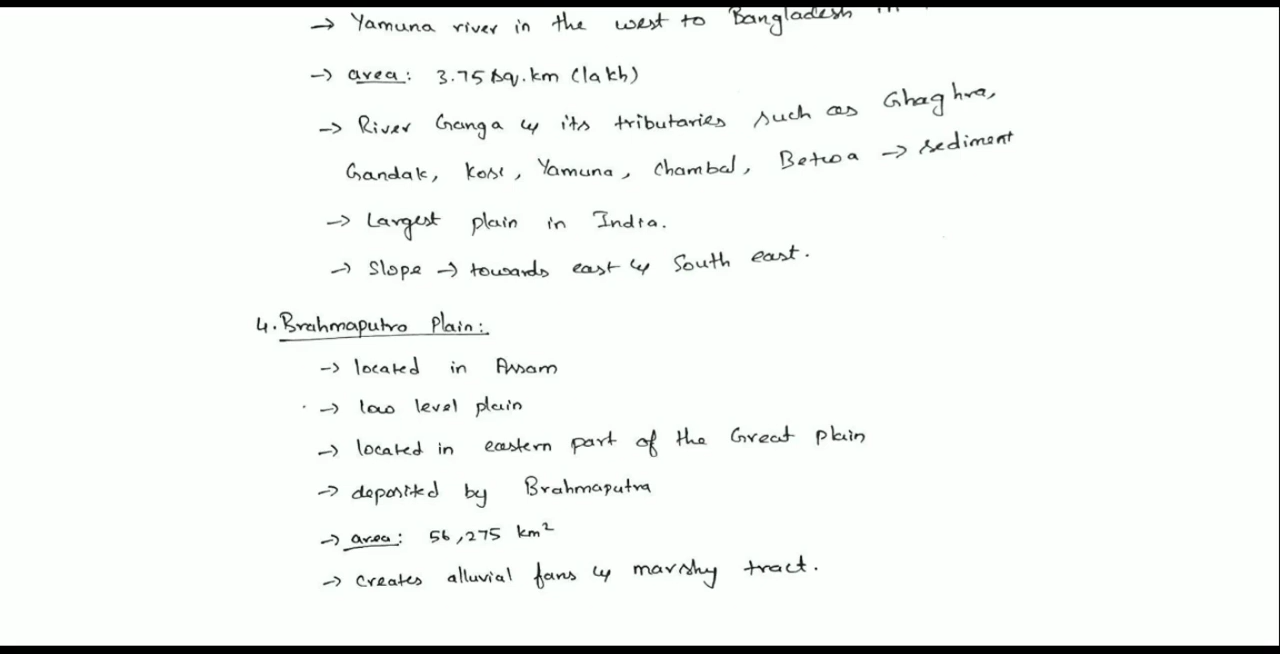 → Yamuna river in the west to Bangladesh in
→ area: 3.75 sq.km (lakh)
→ River Ganga & its tributaries such as Ghaghra,
Gandak, Kosi, Yamuna, Chambal, Betwa → sediment
→ Largest plain in India.
→ Slope → towards east & South east.
4. Brahmaputra Plain:
→ located in Assam
→ low level plain
→ located in eastern part of the Great plain
→ deposited by Brahmaputra
→ area: 56,275 km²
→ creates alluvial fans & marshy tract.